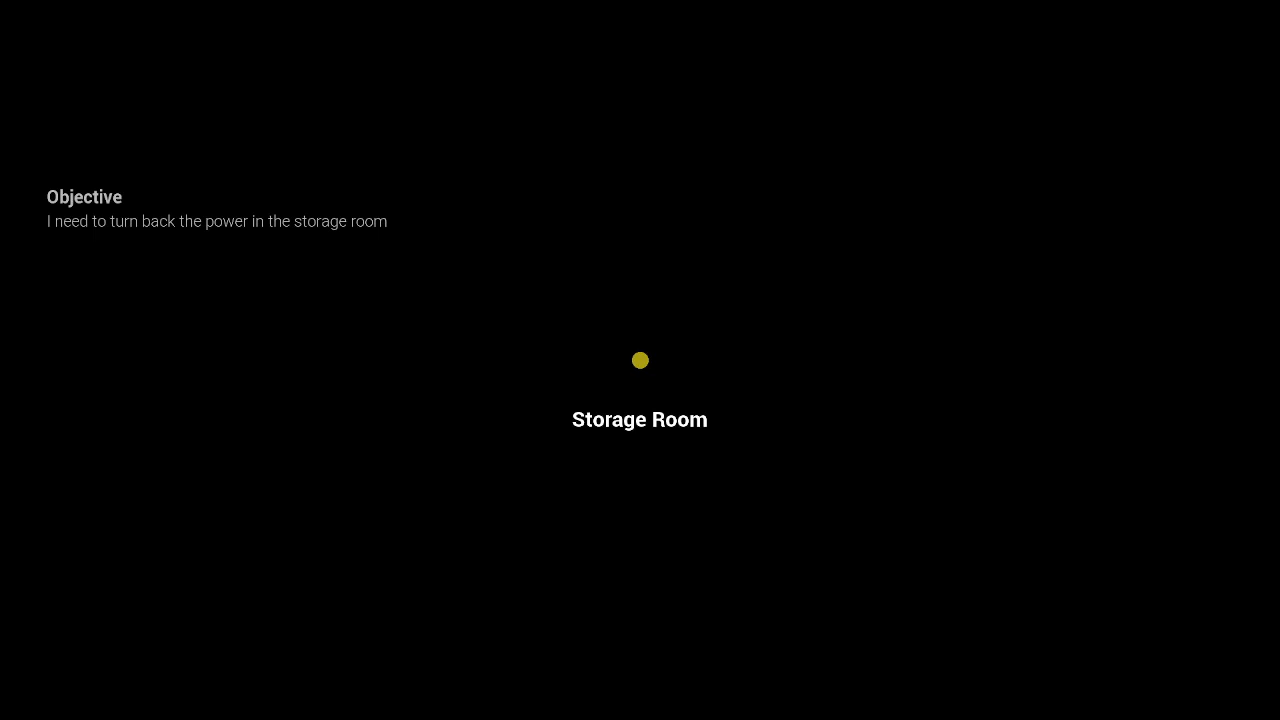 Objective
I need to turn back the power in the storage room
Storage Room